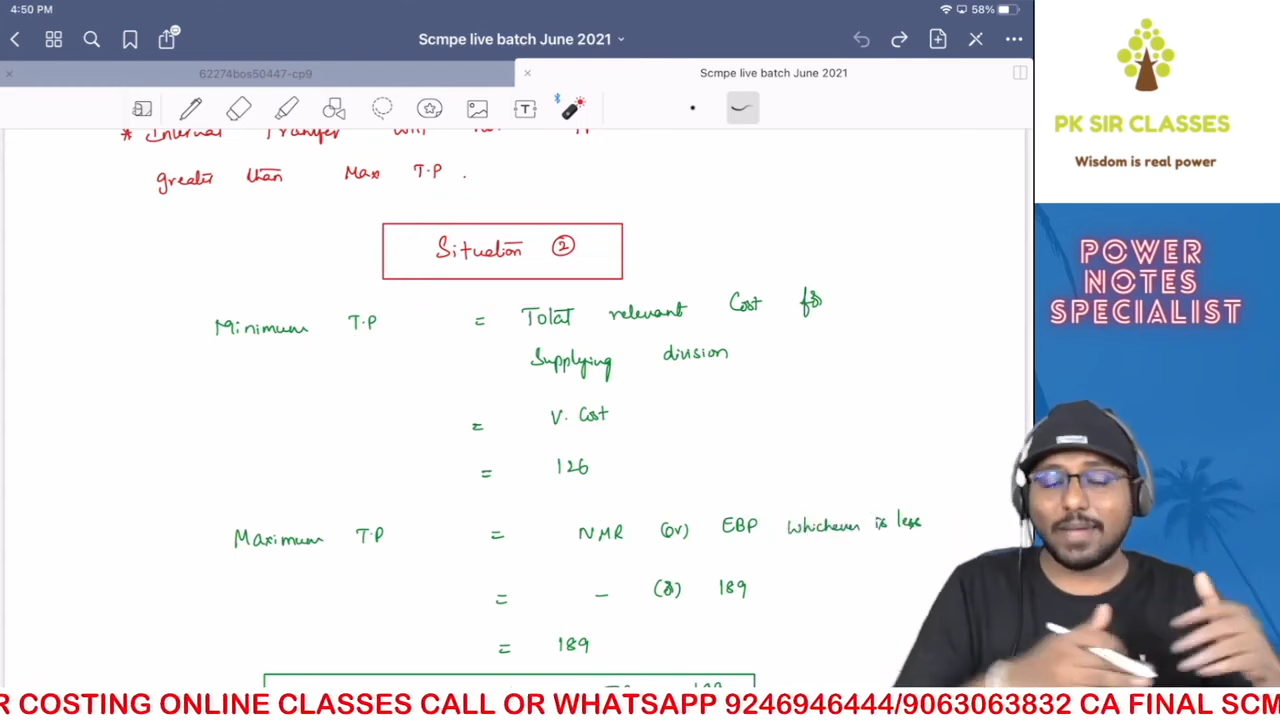 4:50 PM
58%
Scmpe live batch June 2021
62274bos50447-cp9
Scmpe live batch June 2021
T
PK SIR CLASSES
Wisdom is real power
POWER
NOTES
SPECIALIST
* Internal Transfer will
greater than Max T.P .
Situation ②
Minimum T.P = Total relevant Cost for
Supplying division
= V. Cost
= 126
Maximum T.P = NMR (or) EBP Whichever is less
= - (or) 189
= 189
R COSTING ONLINE CLASSES CALL OR WHATSAPP 9246946444/9063063832 CA FINAL SCM